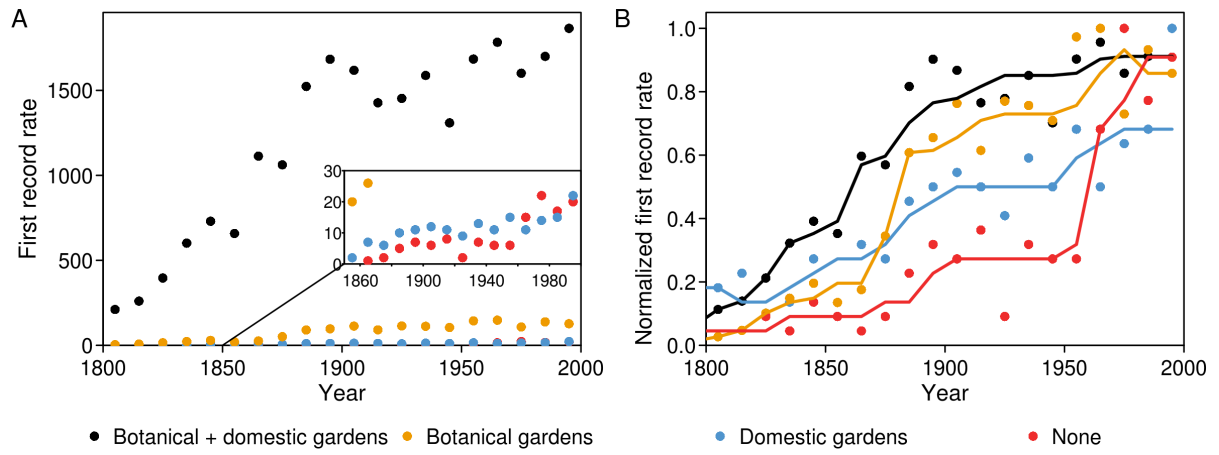 A
First record rate
1500
1000
500
0
1800
1850
1900
1950
2000
Year
30
20
10
0
1860
1900
1940
1980
B
Normalized first record rate
1.0
0.8
0.6
0.4
0.2
0.0
1800
1850
1900
1950
2000
Year
Botanical + domestic gardens
Botanical gardens
Domestic gardens
None